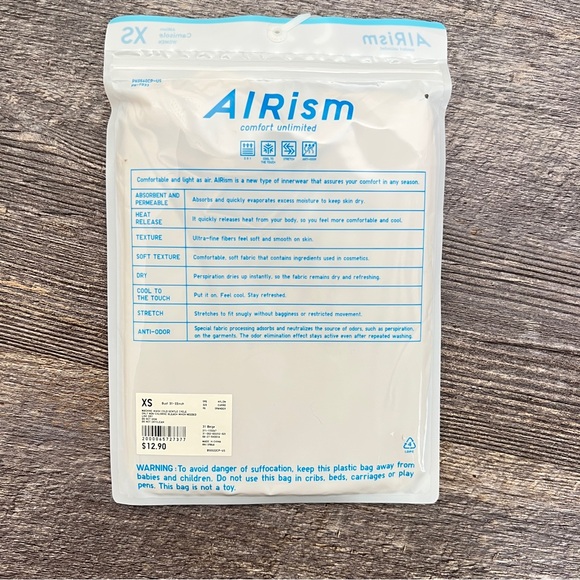 XS
AIRism
AIRism
comfort unlimited
Comfortable and light as air. AIRism is a new type of innerwear that assures your comfort in any season.
ABSORBENT AND PERMEABLE
Absorbs and quickly evaporates excess moisture to keep skin dry.
HEAT RELEASE
It quickly releases heat from your body, so you feel more comfortable and cool.
TEXTURE
Ultra-fine fibers feel soft and smooth on skin.
SOFT TEXTURE
Comfortable, soft fabric that contains ingredients used in cosmetics.
DRY
Perspiration dries up instantly, so the fabric remains dry and refreshing.
COOL TO THE TOUCH
Put it on. Feel cool. Stay refreshed.
STRETCH
Stretches to fit snugly without bagginess or restricted movement.
ANTI-ODOR
Special fabric processing adsorbs and neutralizes the source of odors, such as perspiration,
on the garments. The odor elimination effect stays active even after repeated washing.
XS
2000065727377
$12.90
WARNING: To avoid danger of suffocation, keep this plastic bag away from
babies and children. Do not use this bag in cribs, beds, carriages or play
pens. This bag is not a toy.